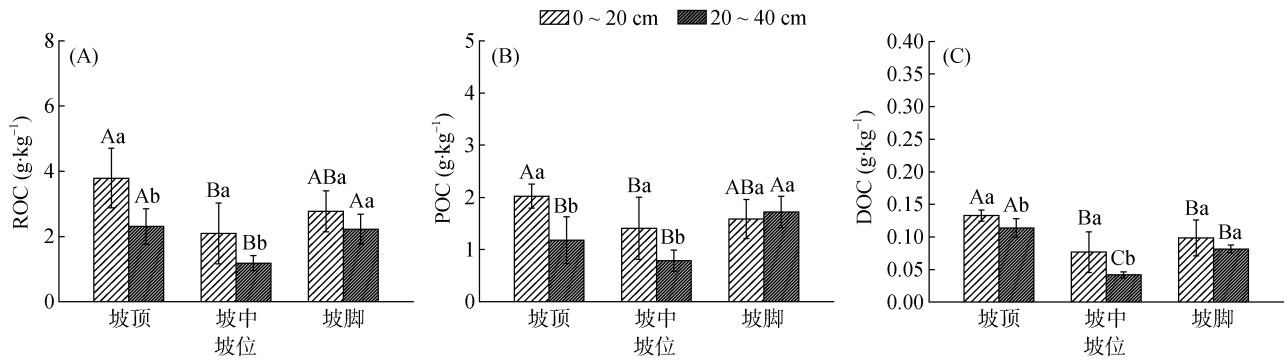 0 ~ 20 cm 20 ~ 40 cm
(A)
ROC (g·kg⁻¹)
8
6
4
2
0
Aa Ab Ba Bb ABa Aa
坡顶 坡中 坡脚
坡位
(B)
POC (g·kg⁻¹)
5
4
3
2
1
0
Aa Bb Ba Bb ABa Aa
坡顶 坡中 坡脚
坡位
(C)
DOC (g·kg⁻¹)
0.40
0.35
0.30
0.25
0.20
0.15
0.10
0.05
0.00
Aa Ab Ba Cb Ba Ba
坡顶 坡中 坡脚
坡位